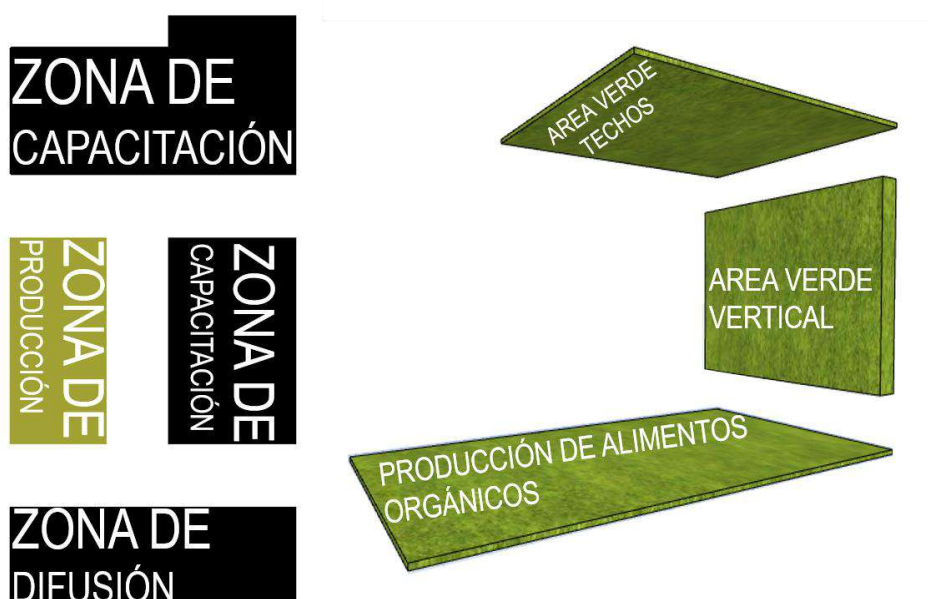 ZONA DE
CAPACITACIÓN
ZONA DE
PRODUCCIÓN
ZONA DE
CAPACITACIÓN
ZONA DE
DIFUSIÓN
AREA VERDE
TECHOS
AREA VERDE
VERTICAL
PRODUCCIÓN DE ALIMENTOS
ORGÁNICOS